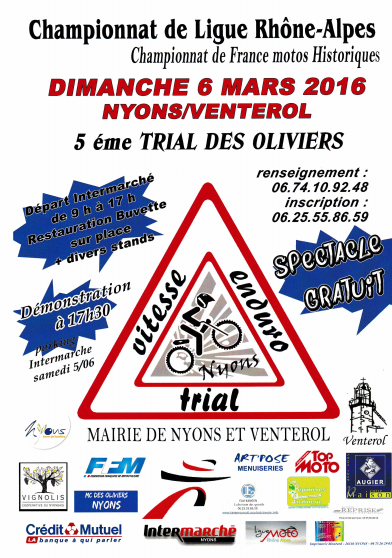 Championnat de Ligue Rhône-Alpes
Championnat de France motos Historiques
DIMANCHE 6 MARS 2016
NYONS/VENTEROL
5 éme TRIAL DES OLIVIERS
renseignement :
06.74.10.92.48
inscription :
06.25.55.86.59
Départ Intermarché
de 9 h à 17 h
Restauration Buvette
sur place
+ divers stands
SPECTACLE
GRATUIT
Démonstration
à 17h30
Parking
Intermarche
samedi 5/06
vitesse
enduro
trial
Nyons
Nyons
MAIRIE DE NYONS ET VENTEROL
Venterol
VIGNOLIS
FFM
MC DES OLIVIERS
NYONS
ART'POSE
MENUISERIES
TOP
MOTO
AUGIER
Maison
Crédit Mutuel
LA banque à qui parler
Intermarché
NYONS
moto
REPRISE